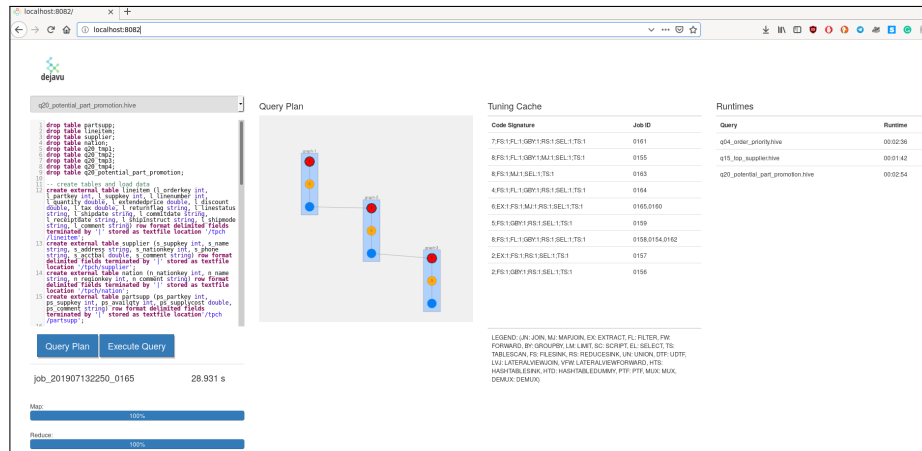 localhost:8082/
localhost:8082
dejavu
q20_potential_part_promotion.hive
1 drop table partsupp;
2 drop table lineitem;
3 drop table supplier;
4 drop table nation;
5 drop table q20_tmp1;
6 drop table q20_tmp2;
7 drop table q20_tmp3;
8 drop table q20_tmp4;
9 drop table q20_potential_part_promotion;
10
11 -- create tables and load data
12 create external table lineitem (l_orderkey int,
l_partkey int, l_suppkey int, l_linenumber int,
l_quantity double, l_extendedprice double, l_discount
double, l_tax double, l_returnflag string, l_linestatus
string, l_shipdate string, l_commitdate string,
l_receiptdate string, l_shipinstruct string, l_shipmode
string, l_comment string) row format delimited fields
terminated by '|' stored as textfile location '/tpch
/lineitem';
13 create external table supplier (s_suppkey int, s_name
string, s_address string, s_nationkey int, s_phone
string, s_acctbal double, s_comment string) row format
delimited fields terminated by '|' stored as textfile
location '/tpch/supplier';
14 create external table nation (n_nationkey int, n_name
string, n_regionkey int, n_comment string) row format
delimited fields terminated by '|' stored as textfile
location '/tpch/nation';
15 create external table partsupp (ps_partkey int,
ps_suppkey int, ps_availqty int, ps_supplycost double,
ps_comment string) row format delimited fields
terminated by '|' stored as textfile location'/tpch
/partsupp';
Query Plan
Execute Query
job_201907132250_0165 28.931 s
Map:
100%
Reduce:
100%
Query Plan
Tuning Cache
Code Signature Job ID
7;FS:1;FL:1;GBY:1;RS:1;SEL:1;TS:1 0161
8;FS:1;FL:1;GBY:1;MJ:1;SEL:1;TS:1 0155
8;FS:1;MJ:1;SEL:1;TS:1 0163
4;FS:1;FL:1;GBY:1;RS:1;SEL:1;TS:1 0164
6;EX:1;FS:1;MJ:1;RS:1;SEL:1;TS:1 0165,0160
5;FS:1;GBY:1;RS:1;SEL:1;TS:1 0159
8;FS:1;FL:1;GBY:1;RS:1;SEL:1;TS:1 0158,0154,0162
2;EX:1;FS:1;RS:1;SEL:1;TS:1 0157
2;FS:1;GBY:1;RS:1;SEL:1;TS:1 0156
LEGEND: (JN: JOIN, MJ: MAPJOIN, EX: EXTRACT, FL: FILTER, FW:
FORWARD, BY: GROUPBY, LM: LIMIT, SC: SCRIPT, EL: SELECT, TS:
TABLESCAN, FS: FILESINK, RS: REDUCESINK, UN: UNION, DTF: UDTF,
LVJ: LATERALVIEWJOIN, VFW: LATERALVIEWFORWARD, HTS:
HASHTABLESINK, HTD: HASHTABLEDUMMY, PTF: PTF, MUX: MUX,
DEMUX: DEMUX)
Runtimes
Query Runtime
q04_order_priority.hive 00:02:36
q15_top_supplier.hive 00:01:42
q20_potential_part_promotion.hive 00:02:54